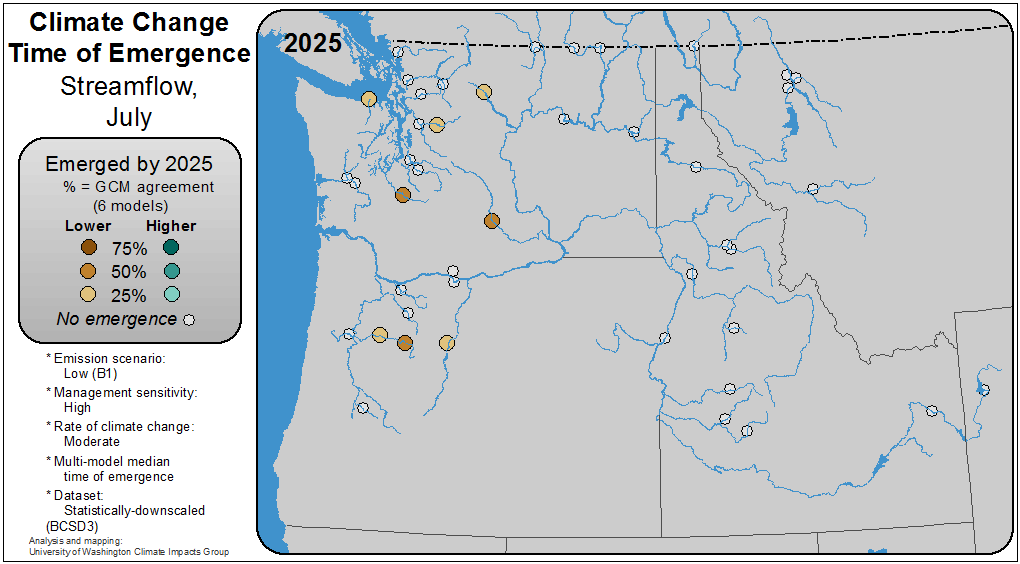 Climate Change
Time of Emergence
Streamflow,
July
2025
Emerged by 2025
% = GCM agreement
(6 models)
Lower Higher
75%
50%
25%
No emergence
* Emission scenario:
Low (B1)
* Management sensitivity:
High
* Rate of climate change:
Moderate
* Multi-model median
time of emergence
* Dataset:
Statistically-downscaled
(BCSD3)
Analysis and mapping:
University of Washington Climate Impacts Group